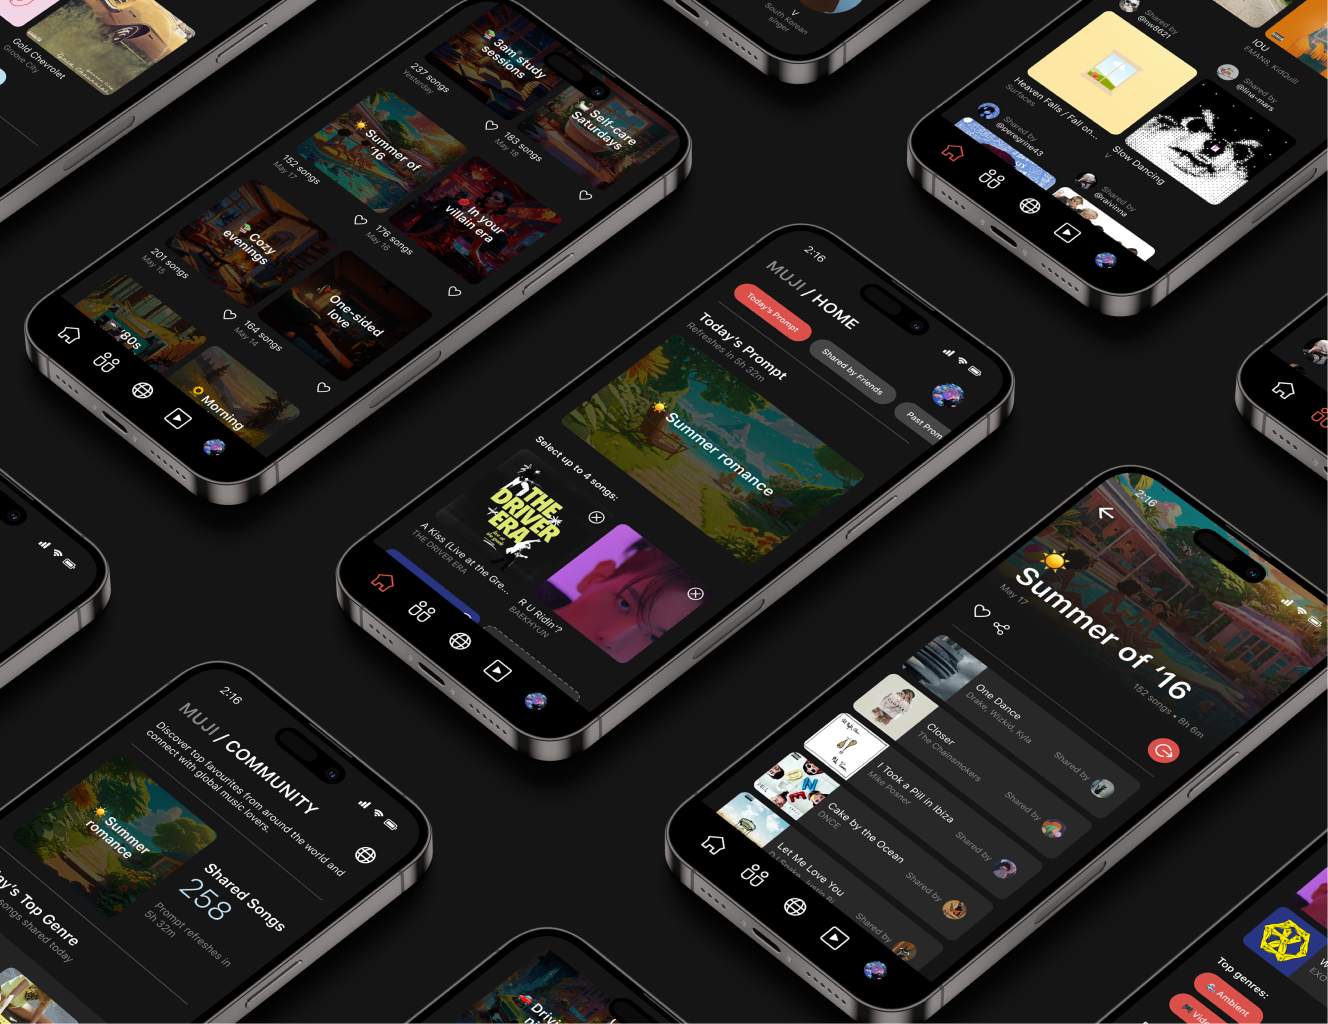 Gold Chevrolet
Groove City
3am study
sessions
237 songs
Yesterday
Self-care
Saturdays
183 songs
May 18
Summer of
'16
152 songs
May 17
In your
villain era
176 songs
May 16
Cozy
evenings
201 songs
May 15
One-sided
love
164 songs
May 14
'80s
Morning
V
South Korean
singer
Shared by
@nw8621
IOU
EMAN8, KidQuill
Heaven Falls / Fall on...
Surfaces
Shared by
@lina-mars
Slow Dancing
V
Shared by
@peregrine43
Shared by
@raivinna
2:16
MUJI / HOME
Today's Prompt
Shared by Friends
Past Prom
Today's Prompt
Refreshes in 5h 32m
Summer romance
Select up to 4 songs:
THE
DRIVER
ERA
A Kiss (Live at the Gre...
THE DRIVER ERA
R U Ridin'?
BAEKHYUN
2:16
Summer of '16
May 17
152 songs • 8h 6m
One Dance
Drake, Wizkid, Kyla
Shared by
Closer
The Chainsmokers
Shared by
I Took a Pill in Ibiza
Mike Posner
Shared by
Cake by the Ocean
DNCE
Shared by
Let Me Love You
Shared by
2:16
MUJI / COMMUNITY
Discover top favourites from around the world and
connect with global music lovers.
Summer
romance
Shared Songs
258
Prompt refreshes in
5h 32m
y's Top Genre
songs shared today
Top genres:
Ambient
EXO